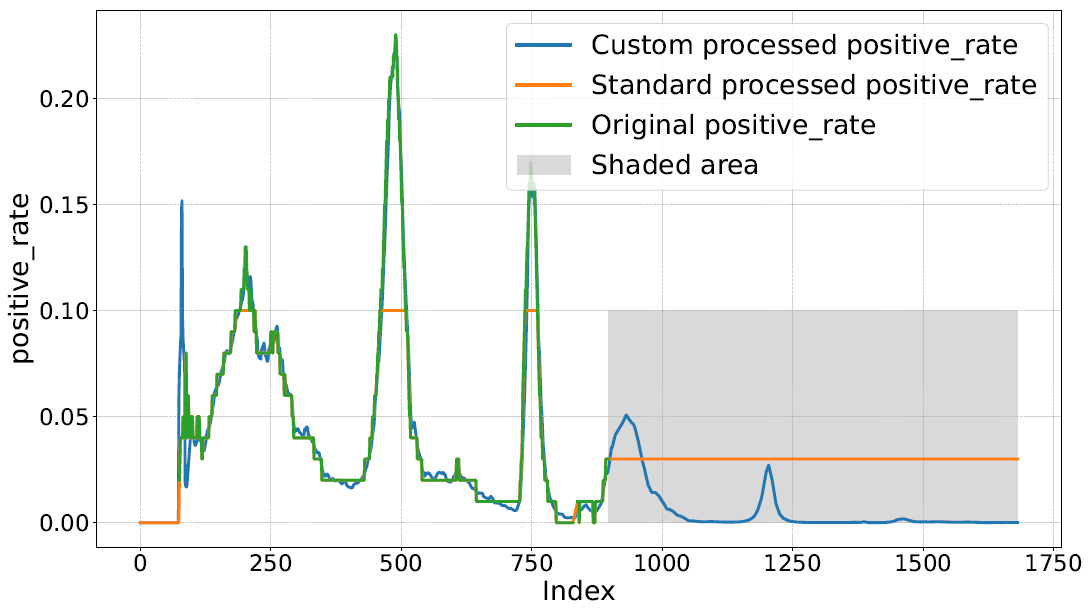 Custom processed positive_rate
Standard processed positive_rate
Original positive_rate
Shaded area
positive_rate
0.20
0.15
0.10
0.05
0.00
0 250 500 750 1000 1250 1500 1750
Index